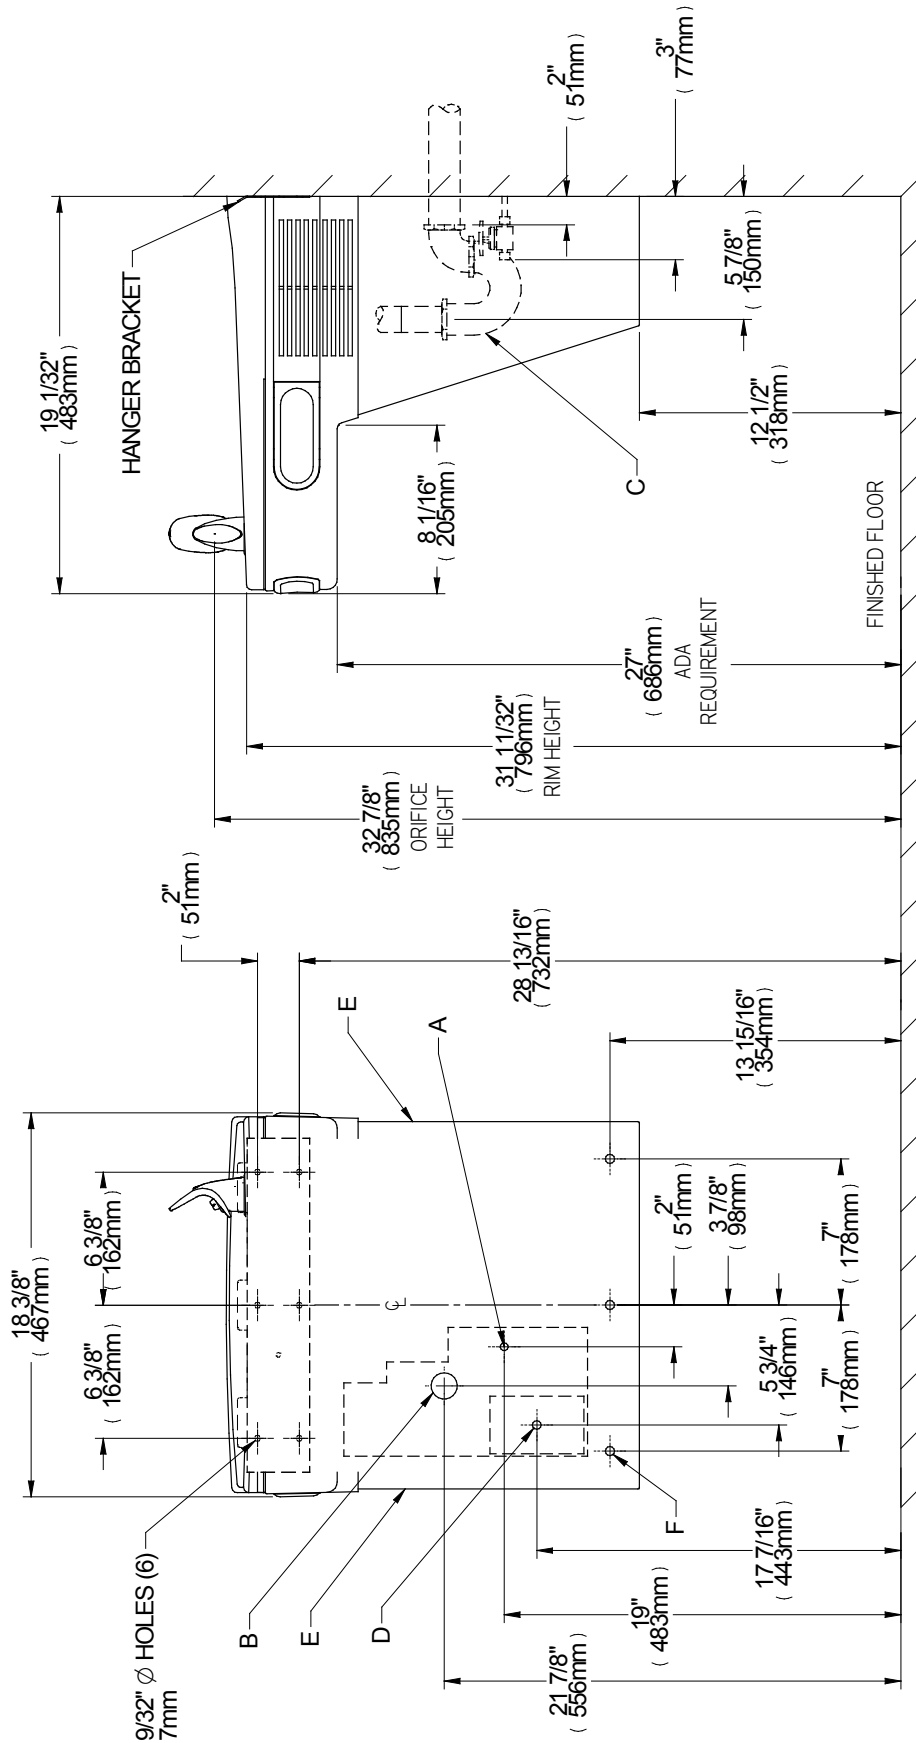 18 3/8"
( 467mm )
6 3/8"
( 162mm )
6 3/8"
( 162mm )
9/32" Ø HOLES (6)
7mm
2"
( 51mm )
28 13/16"
( 732mm )
B
E
D
E
A
F
CL
13 15/16"
( 354mm )
2"
( 51mm )
3 7/8"
( 98mm )
7"
( 178mm )
5 3/4"
( 146mm )
7"
( 178mm )
17 7/16"
( 443mm )
19"
( 483mm )
21 7/8"
( 556mm )
19 1/32"
( 483mm )
HANGER BRACKET
2"
( 51mm )
3"
( 77mm )
5 7/8"
( 150mm )
12 1/2"
( 318mm )
C
8 1/16"
( 205mm )
27"
( 686mm )
ADA
REQUIREMENT
31 11/32"
( 796mm )
RIM HEIGHT
32 7/8"
( 835mm )
ORIFICE
HEIGHT
FINISHED FLOOR